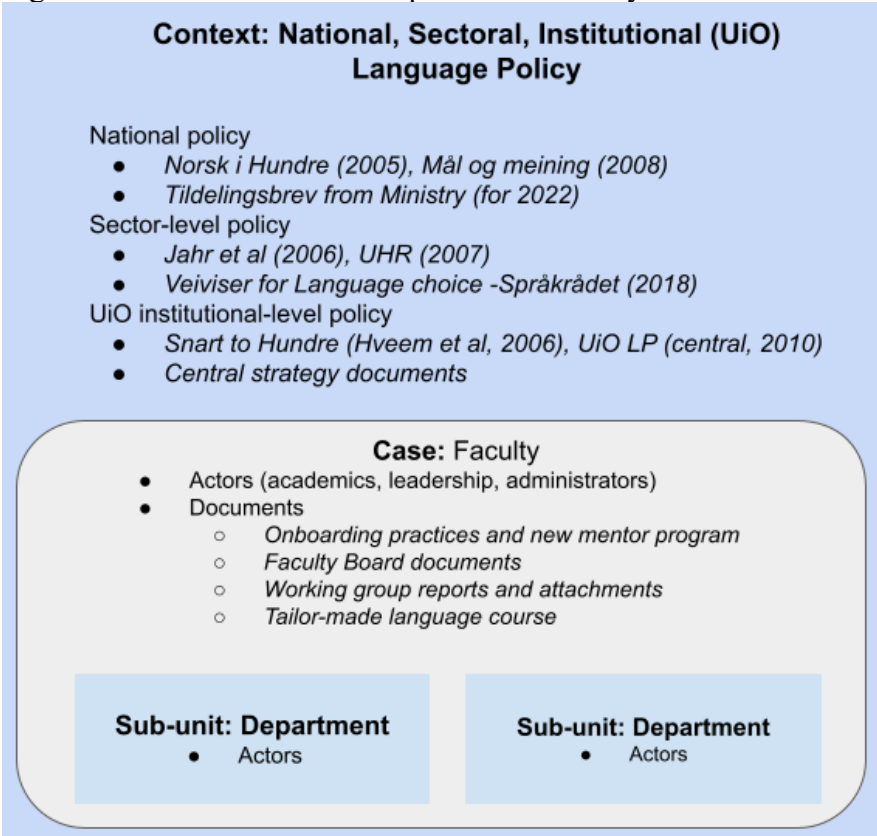 Context: National, Sectoral, Institutional (UiO)
Language Policy
National policy
● Norsk i Hundre (2005), Mål og meining (2008)
● Tildelingsbrev from Ministry (for 2022)
Sector-level policy
● Jahr et al (2006), UHR (2007)
● Veiviser for Language choice -Språkrådet (2018)
UiO institutional-level policy
● Snart to Hundre (Hveem et al, 2006), UiO LP (central, 2010)
● Central strategy documents
Case: Faculty
● Actors (academics, leadership, administrators)
● Documents
○ Onboarding practices and new mentor program
○ Faculty Board documents
○ Working group reports and attachments
○ Tailor-made language course
Sub-unit: Department
● Actors
Sub-unit: Department
● Actors